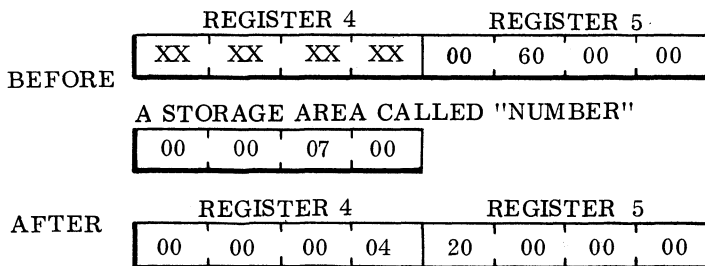 REGISTER 4 REGISTER 5
BEFORE XX XX XX XX 00 60 00 00
A STORAGE AREA CALLED "NUMBER"
00 00 07 00
REGISTER 4 REGISTER 5
AFTER 00 00 00 04 20 00 00 00